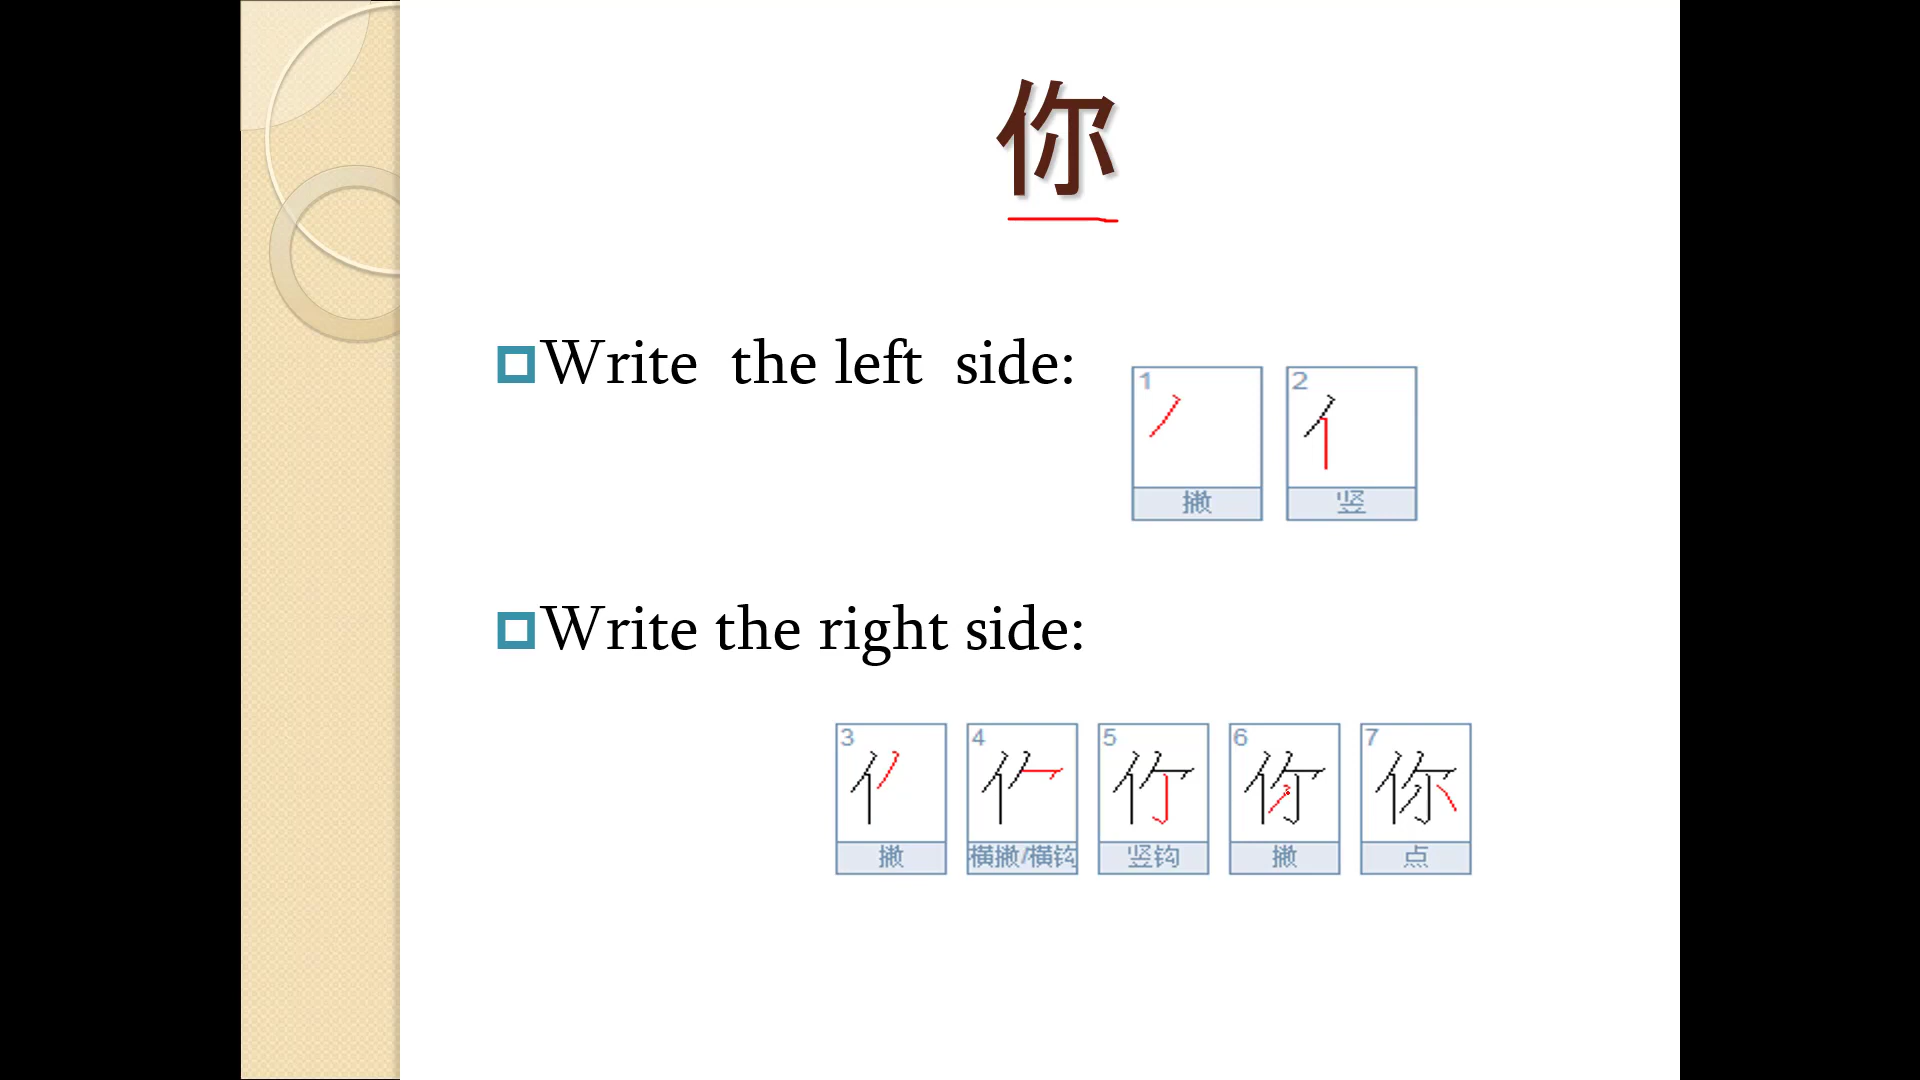 你
Write the left side:
1 2
撇 竖
Write the right side:
3 4 5 6 7
撇 横撇/横钩 竖钩 撇 点